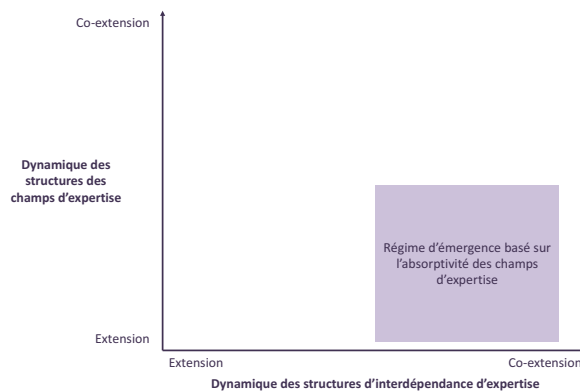 Co-extension
Dynamique des
structures des
champs d’expertise
Régime d’émergence basé sur
l’absorptivité des champs
d’expertise
Extension
Extension
Co-extension
Dynamique des structures d’interdépendance d’expertise